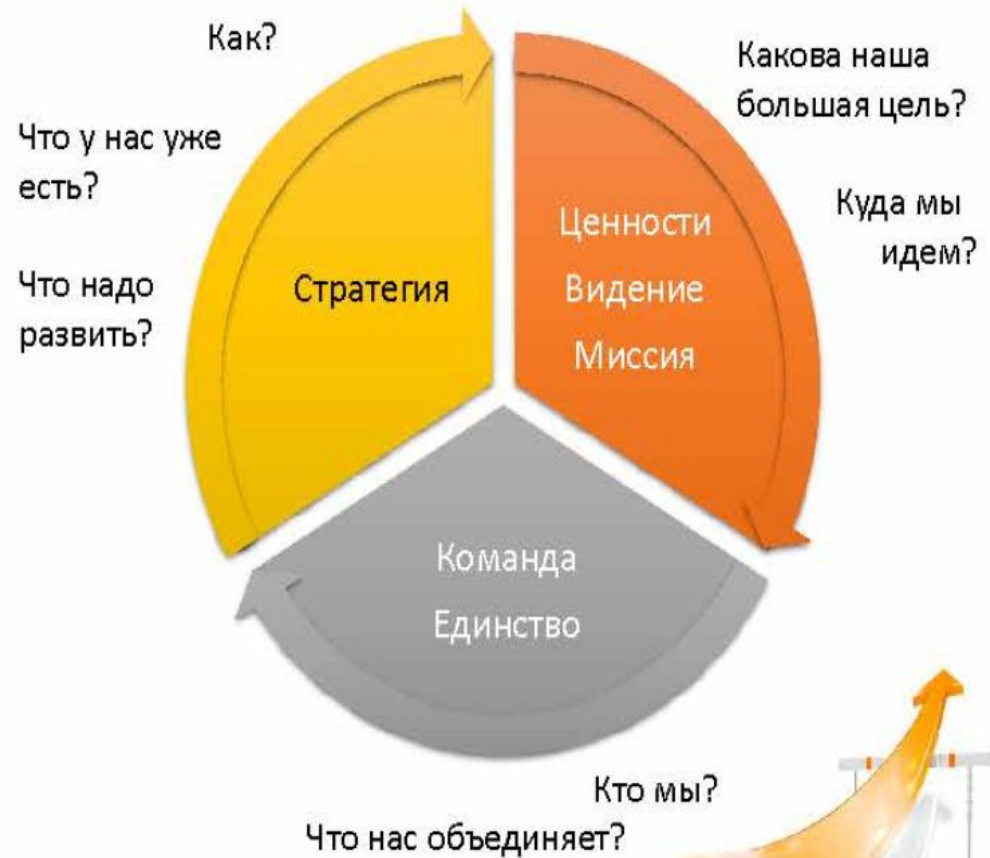 Как?
Что у нас уже
есть?
Что надо
развить?
Стратегия
Какова наша
большая цель?
Куда мы
идем?
Ценности
Видение
Миссия
Команда
Единство
Кто мы?
Что нас объединяет?